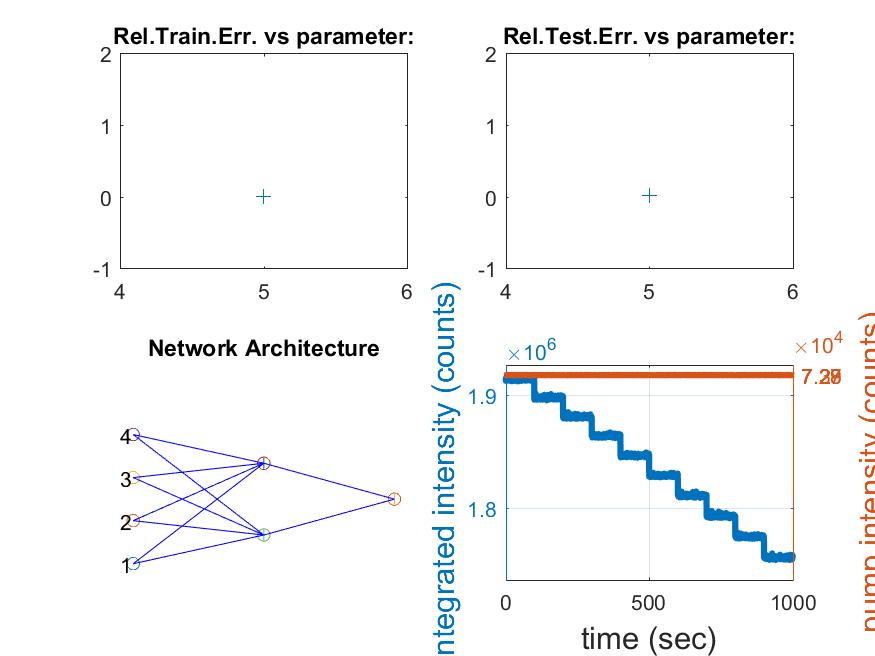 Rel.Train.Err. vs parameter:
2
1
0
-1
4 5 6
Rel.Test.Err. vs parameter:
2
1
0
-1
4 5 6
Network Architecture
4
3
2
1
ntegrated intensity (counts)
×10^6
1.9
1.8
0 500 1000
time (sec)
×10^4
pump intensity (counts)